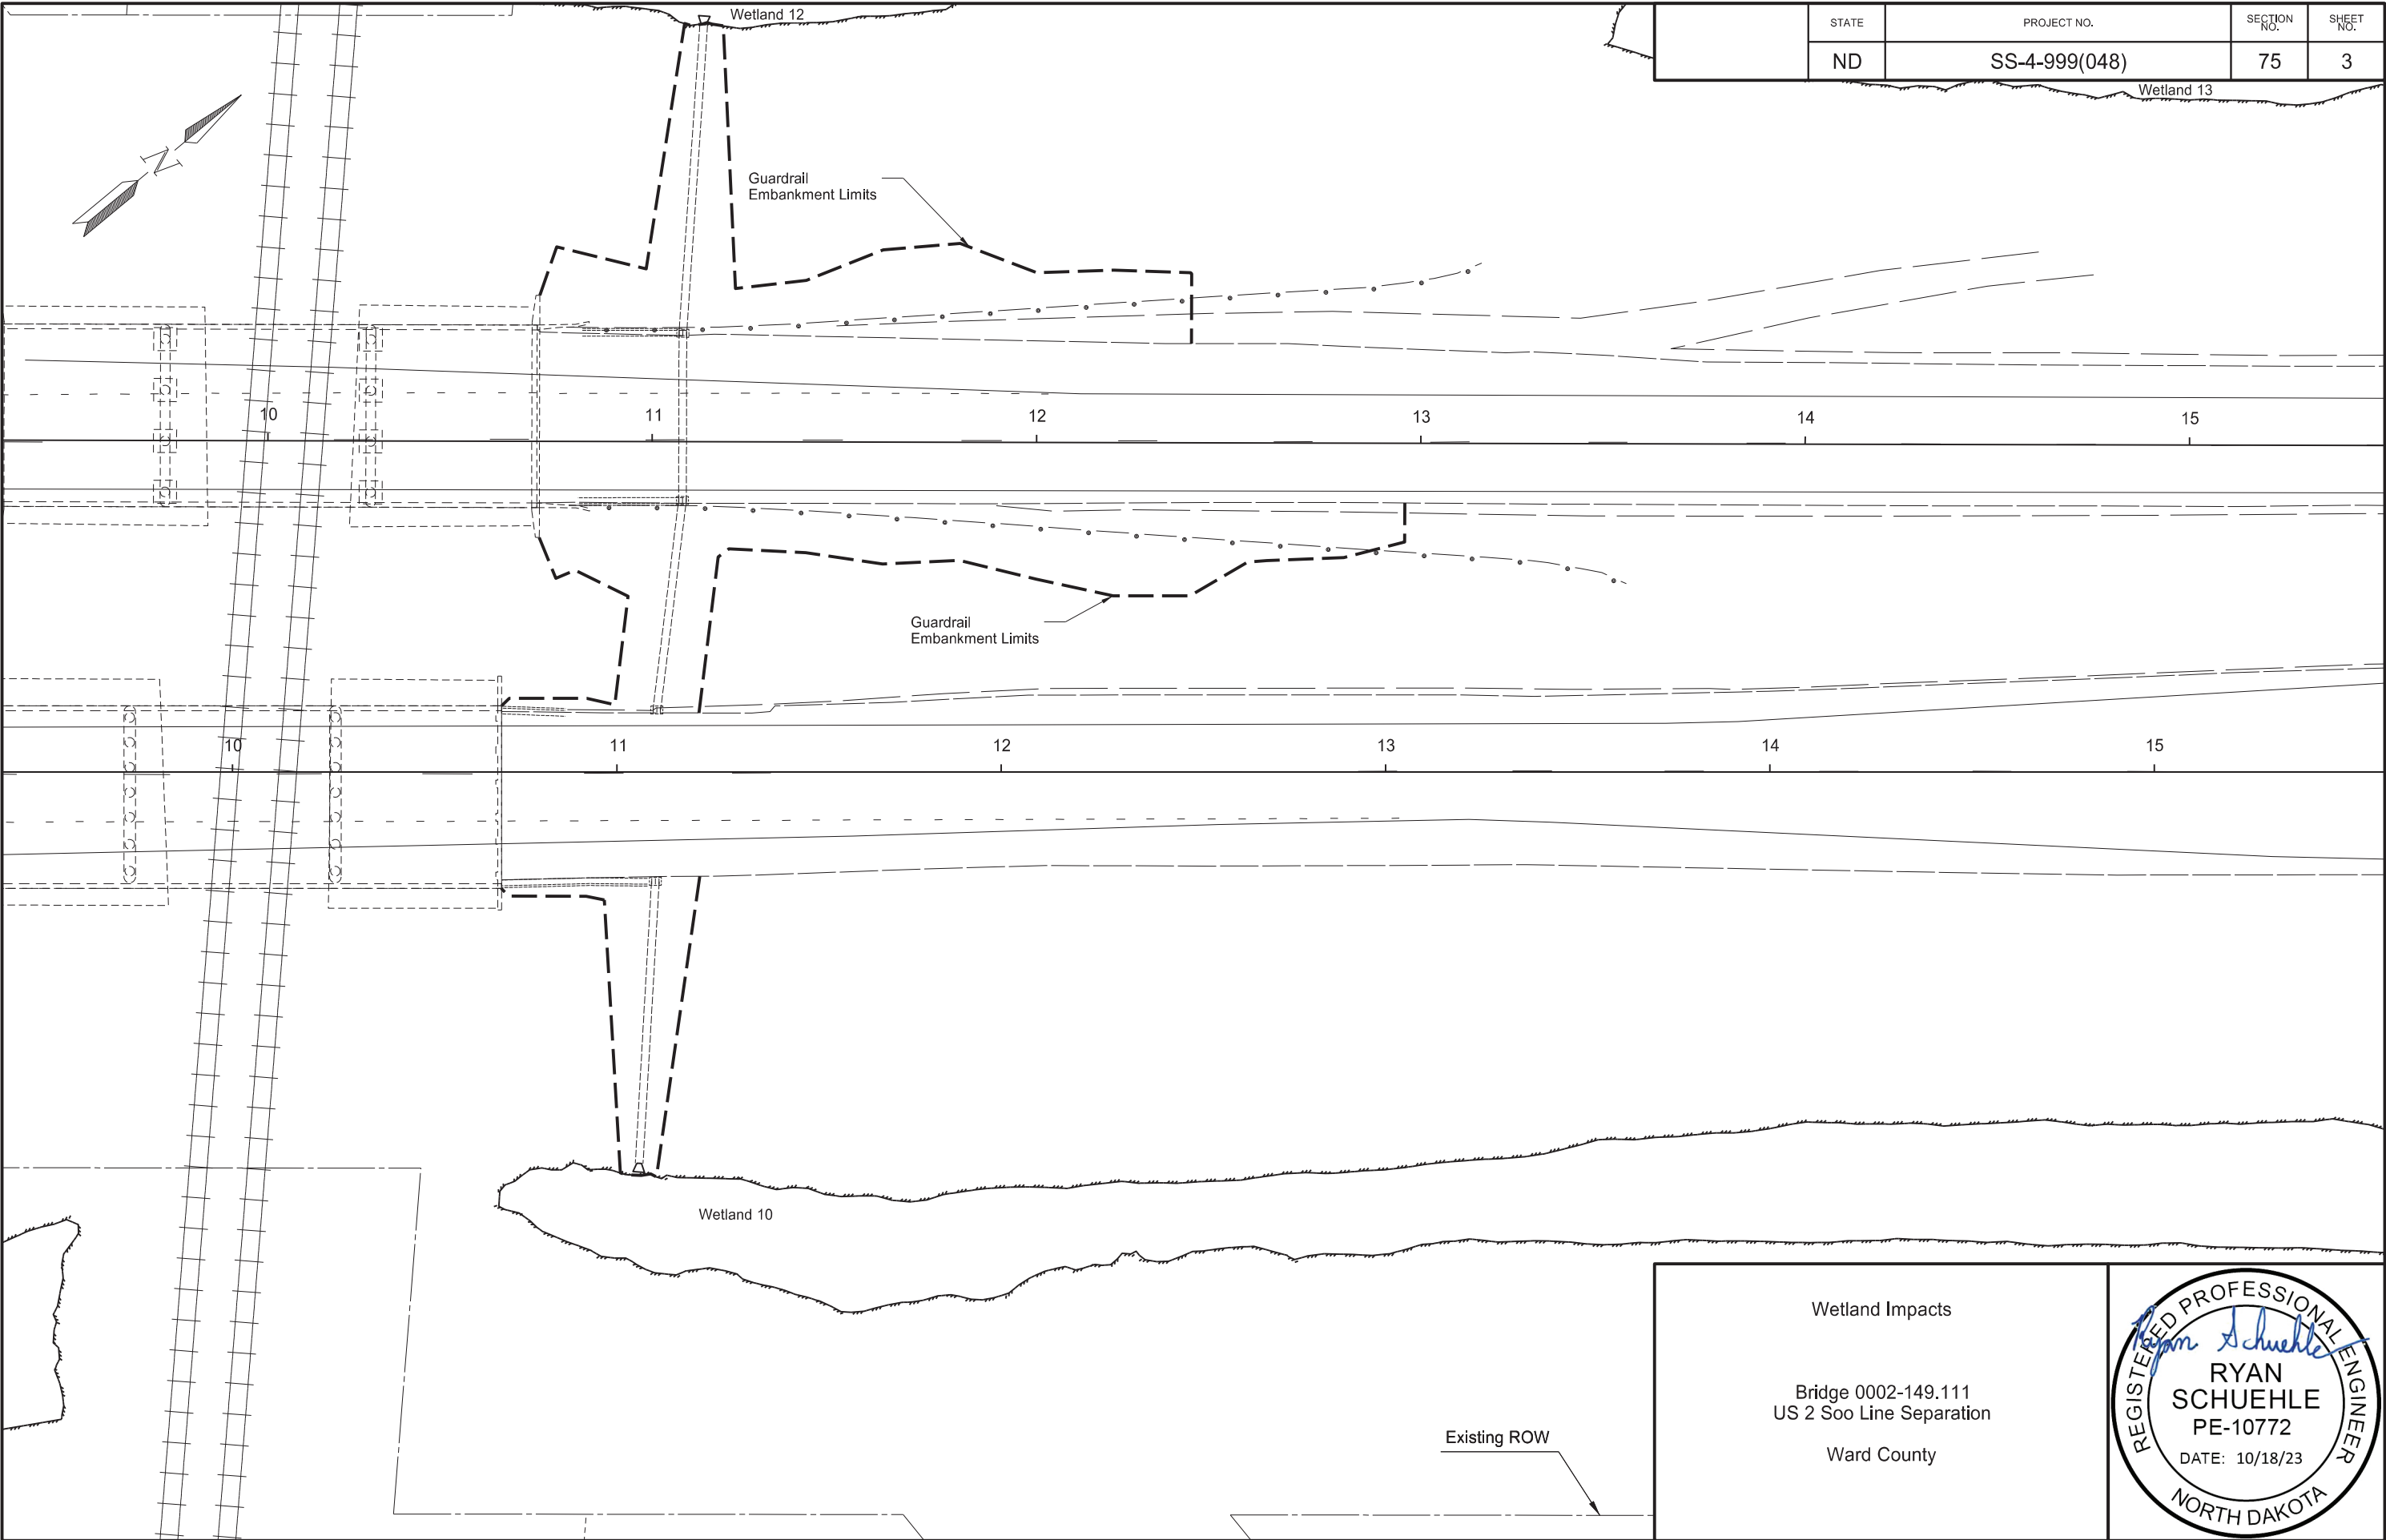 Wetland 12
STATE
PROJECT NO.
SECTION NO.
SHEET NO.
ND
SS-4-999(048)
75
3
Wetland 13
N
Guardrail
Embankment Limits
10
11
12
13
14
15
Guardrail
Embankment Limits
10
11
12
13
14
15
Wetland 10
Existing ROW
Wetland Impacts
Bridge 0002-149.111
US 2 Soo Line Separation
Ward County
REGISTERED PROFESSIONAL ENGINEER
Ryan Schuehle
RYAN
SCHUEHLE
PE-10772
DATE: 10/18/23
NORTH DAKOTA